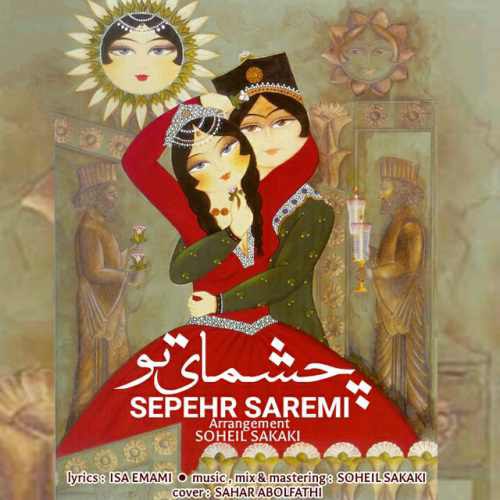 چشمای تو
SEPEHR SAREMI
Arrangement
SOHEIL SAKAKI
lyrics : ISA EMAMI ● music , mix & mastering : SOHEIL SAKAKI
cover : SAHAR ABOLFATHI